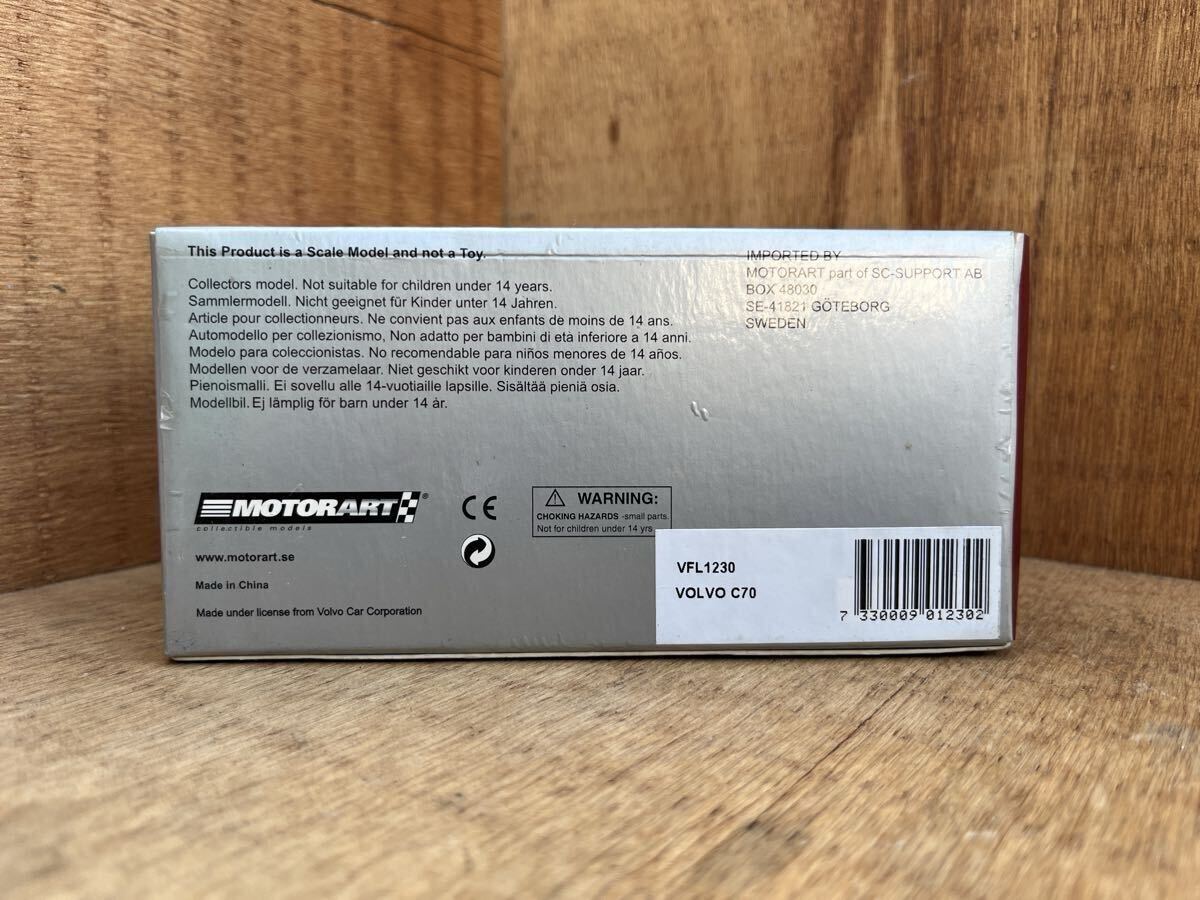 This Product is a Scale Model and not a Toy.
Collectors model. Not suitable for children under 14 years.
Sammlermodell. Nicht geeignet für Kinder unter 14 Jahren.
Article pour collectionneurs. Ne convient pas aux enfants de moins de 14 ans.
Automodello per collezionismo, Non adatto per bambini di età inferiore a 14 anni.
Modelo para coleccionistas. No recomendable para niños menores de 14 años.
Modellen voor de verzamelaar. Niet geschikt voor kinderen onder 14 jaar.
Pienoismalli. Ei sovellu alle 14-vuotiaille lapsille. Sisältää pieniä osia.
Modellbil. Ej lämplig för barn under 14 år.
IMPORTED BY
MOTORART part of SC-SUPPORT AB
BOX 48030
SE-41821 GÖTEBORG
SWEDEN
MOTORART®
collectible models
www.motorart.se
Made in China
Made under license from Volvo Car Corporation
CE
WARNING:
CHOKING HAZARDS -small parts.
Not for children under 14 yrs.
VFL1230
VOLVO C70
7 330009 012302